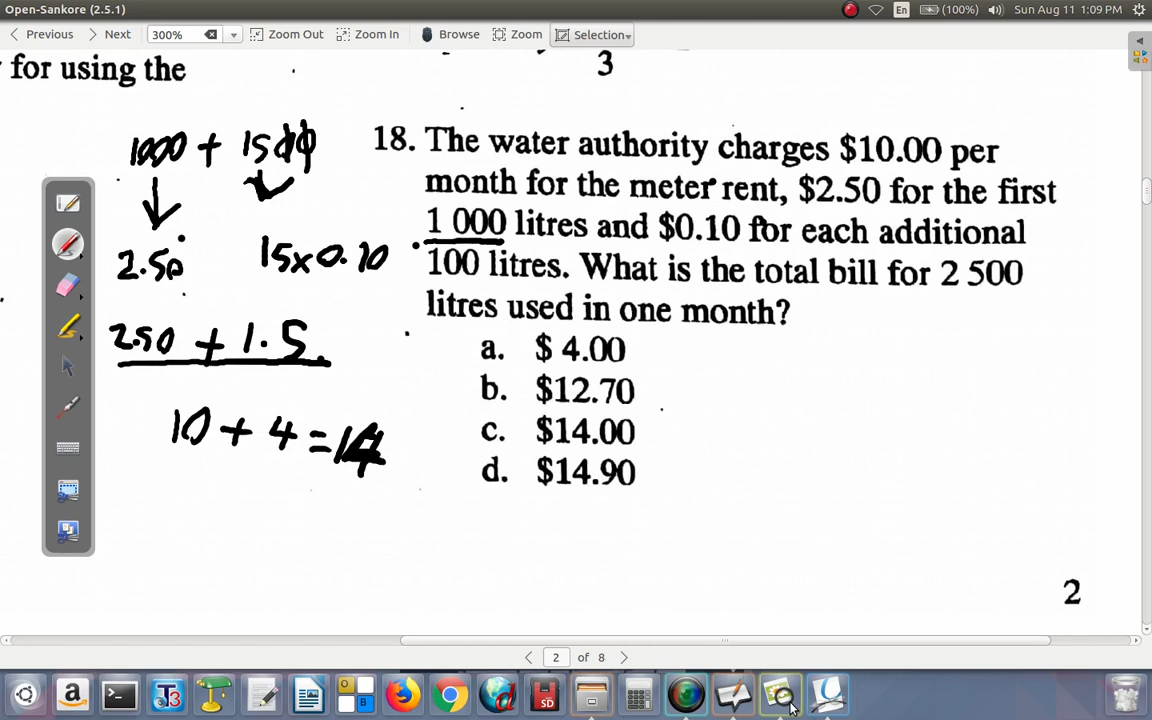 Open-Sankore (2.5.1)
En (100%) Sun Aug 11 1:09 PM
Previous Next 300% Zoom Out Zoom In Browse Zoom Selection
for using the
3
1000 + 1500
2.50 15x0.10
2.50 + 1.5
10 + 4 = 14
18. The water authority charges $10.00 per
month for the meter rent, $2.50 for the first
1 000 litres and $0.10 for each additional
100 litres. What is the total bill for 2 500
litres used in one month?
a. $ 4.00
b. $12.70
c. $14.00
d. $14.90
2
2 of 8